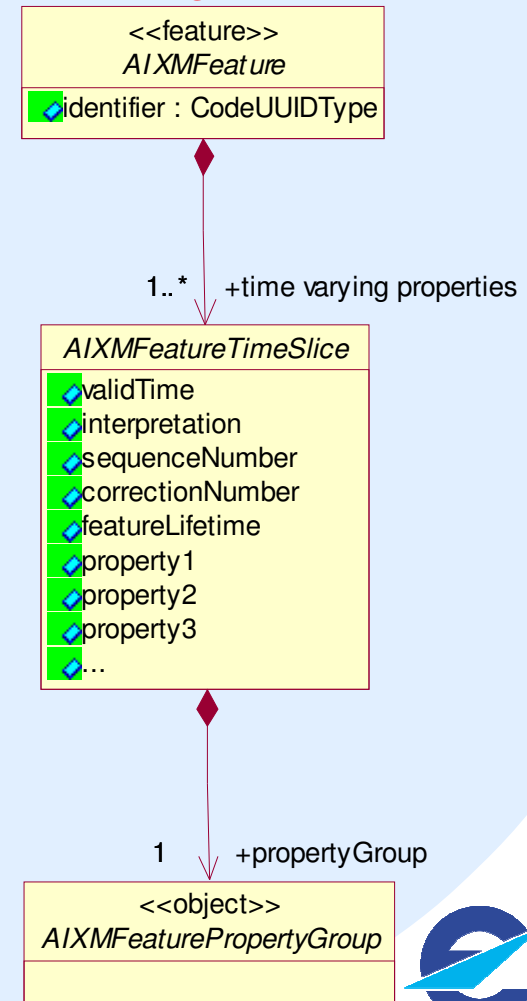 <<feature>>
AIXMFeature
identifier : CodeUUIDType
1..* +time varying properties
AIXMFeatureTimeSlice
validTime
interpretation
sequenceNumber
correctionNumber
featureLifetime
property1
property2
property3
...
1 +propertyGroup
<<object>>
AIXMFeaturePropertyGroup